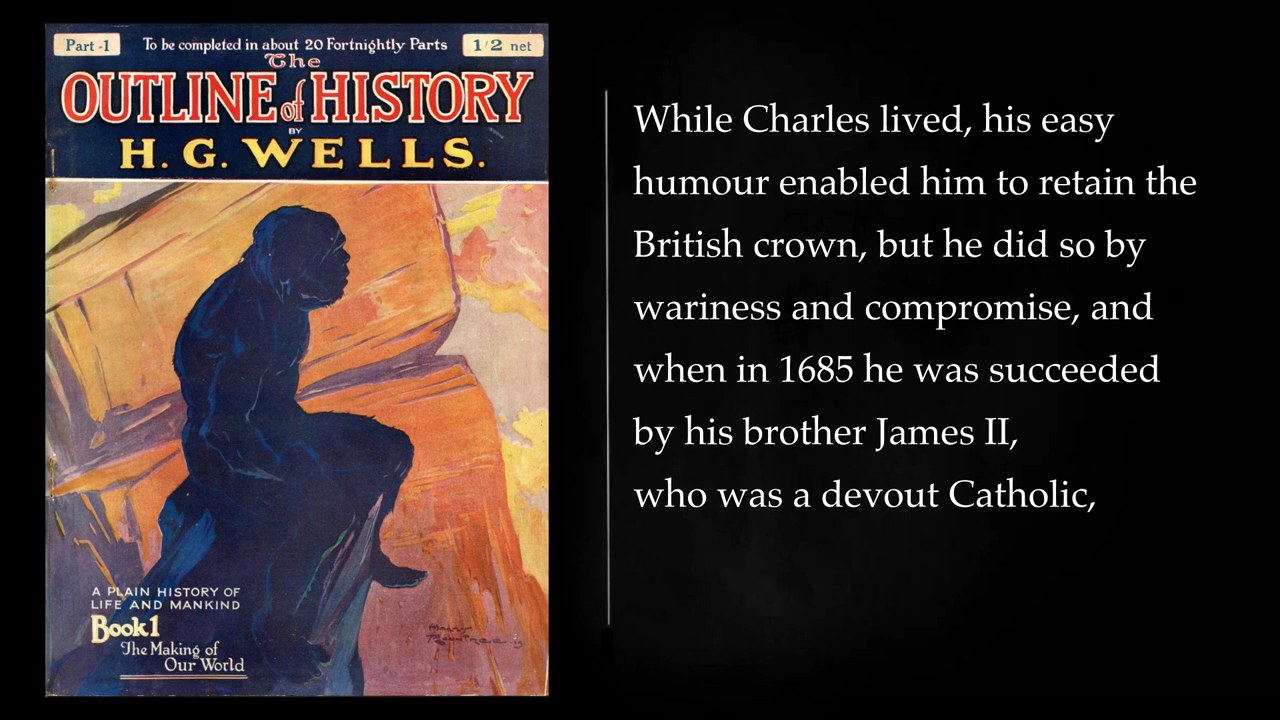 Part -1
To be completed in about 20 Fortnightly Parts
1/2 net
The
OUTLINE of HISTORY
BY
H. G. WELLS.
A PLAIN HISTORY OF
LIFE AND MANKIND
Book 1
The Making of
Our World
While Charles lived, his easy
humour enabled him to retain the
British crown, but he did so by
wariness and compromise, and
when in 1685 he was succeeded
by his brother James II,
who was a devout Catholic,